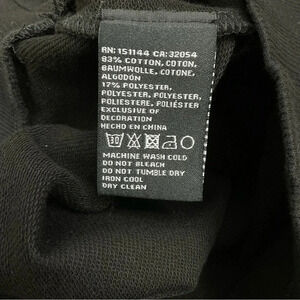 RN: 151144 CA: 32054
83% COTTON, COTON,
BAUMWOLLE, COTONE,
ALGODÓN
17% POLYESTER,
POLYESTER, POLYESTER,
POLIESTERE, POLIÉSTER
EXCLUSIVE OF
DECORATION
HECHO EN CHINA
30
MACHINE WASH COLD
DO NOT BLEACH
DO NOT TUMBLE DRY
IRON COOL
DRY CLEAN